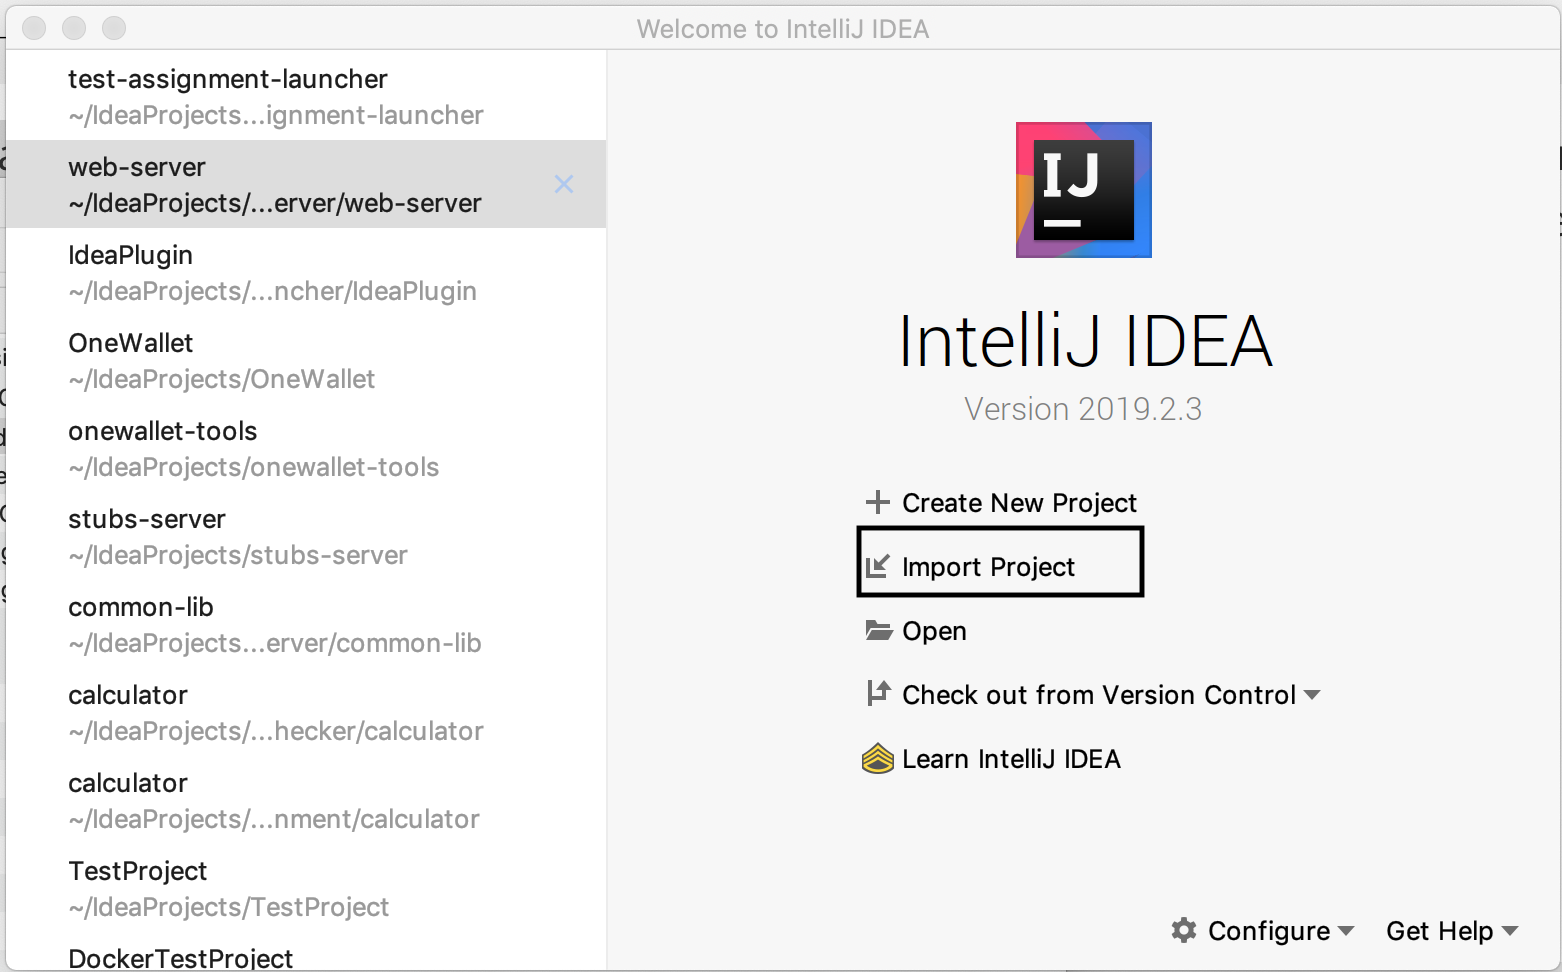 Welcome to IntelliJ IDEA
test-assignment-launcher
~/IdeaProjects...ignment-launcher
web-server
~/IdeaProjects/...erver/web-server
IdeaPlugin
~/IdeaProjects/...ncher/IdeaPlugin
OneWallet
~/IdeaProjects/OneWallet
onewallet-tools
~/IdeaProjects/onewallet-tools
stubs-server
~/IdeaProjects/stubs-server
common-lib
~/IdeaProjects...erver/common-lib
calculator
~/IdeaProjects/...hecker/calculator
calculator
~/IdeaProjects/...nment/calculator
TestProject
~/IdeaProjects/TestProject
DockerTestProject
IJ
IntelliJ IDEA
Version 2019.2.3
Create New Project
Import Project
Open
Check out from Version Control
Learn IntelliJ IDEA
Configure
Get Help